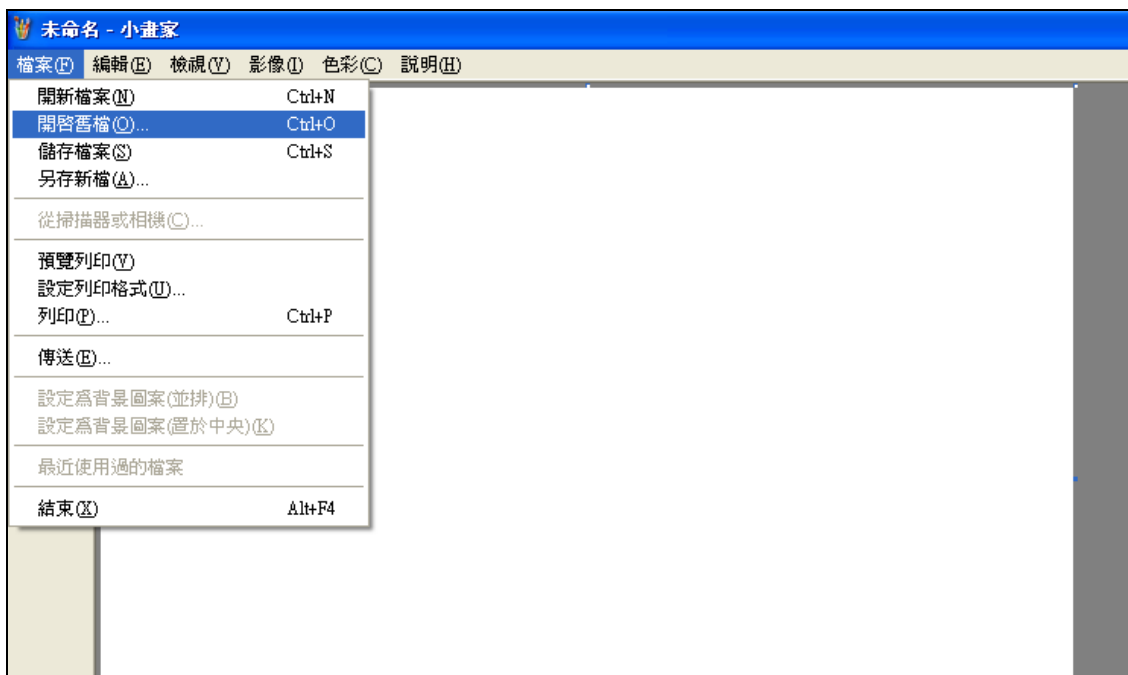 未命名 - 小畫家
檔案(F) 編輯(E) 檢視(V) 影像(I) 色彩(C) 說明(H)
開新檔案(N) Ctrl+N
開啓舊檔(O)... Ctrl+O
儲存檔案(S) Ctrl+S
另存新檔(A)...
從掃描器或相機(C)...
預覽列印(V)
設定列印格式(U)...
列印(P)... Ctrl+P
傳送(E)...
設定爲背景圖案(並排)(B)
設定爲背景圖案(置於中央)(K)
最近使用過的檔案
結束(X) Alt+F4